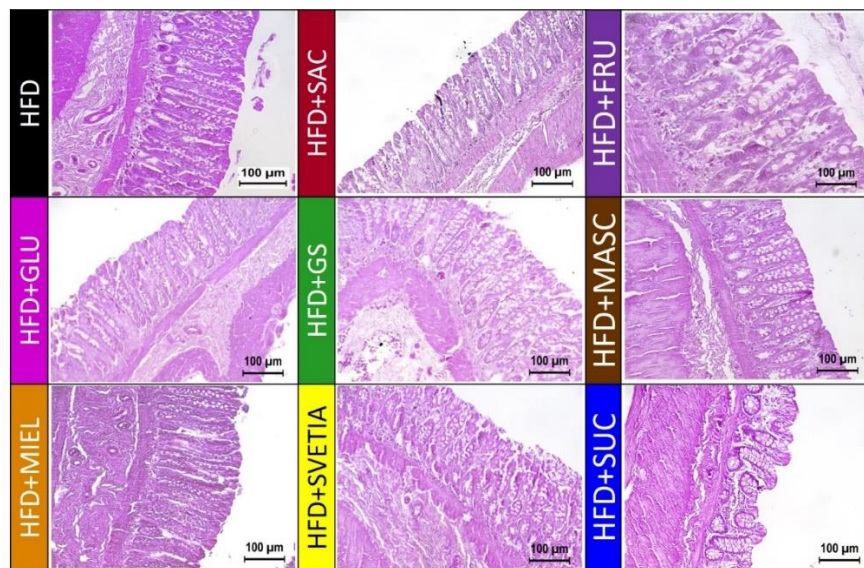 HFD
100 µm
HFD+SAC
100 µm
HFD+FRU
100 µm
HFD+GLU
100 µm
HFD+GS
100 µm
HFD+MASC
100 µm
HFD+MIEL
100 µm
HFD+SVETIA
100 µm
HFD+SUC
100 µm